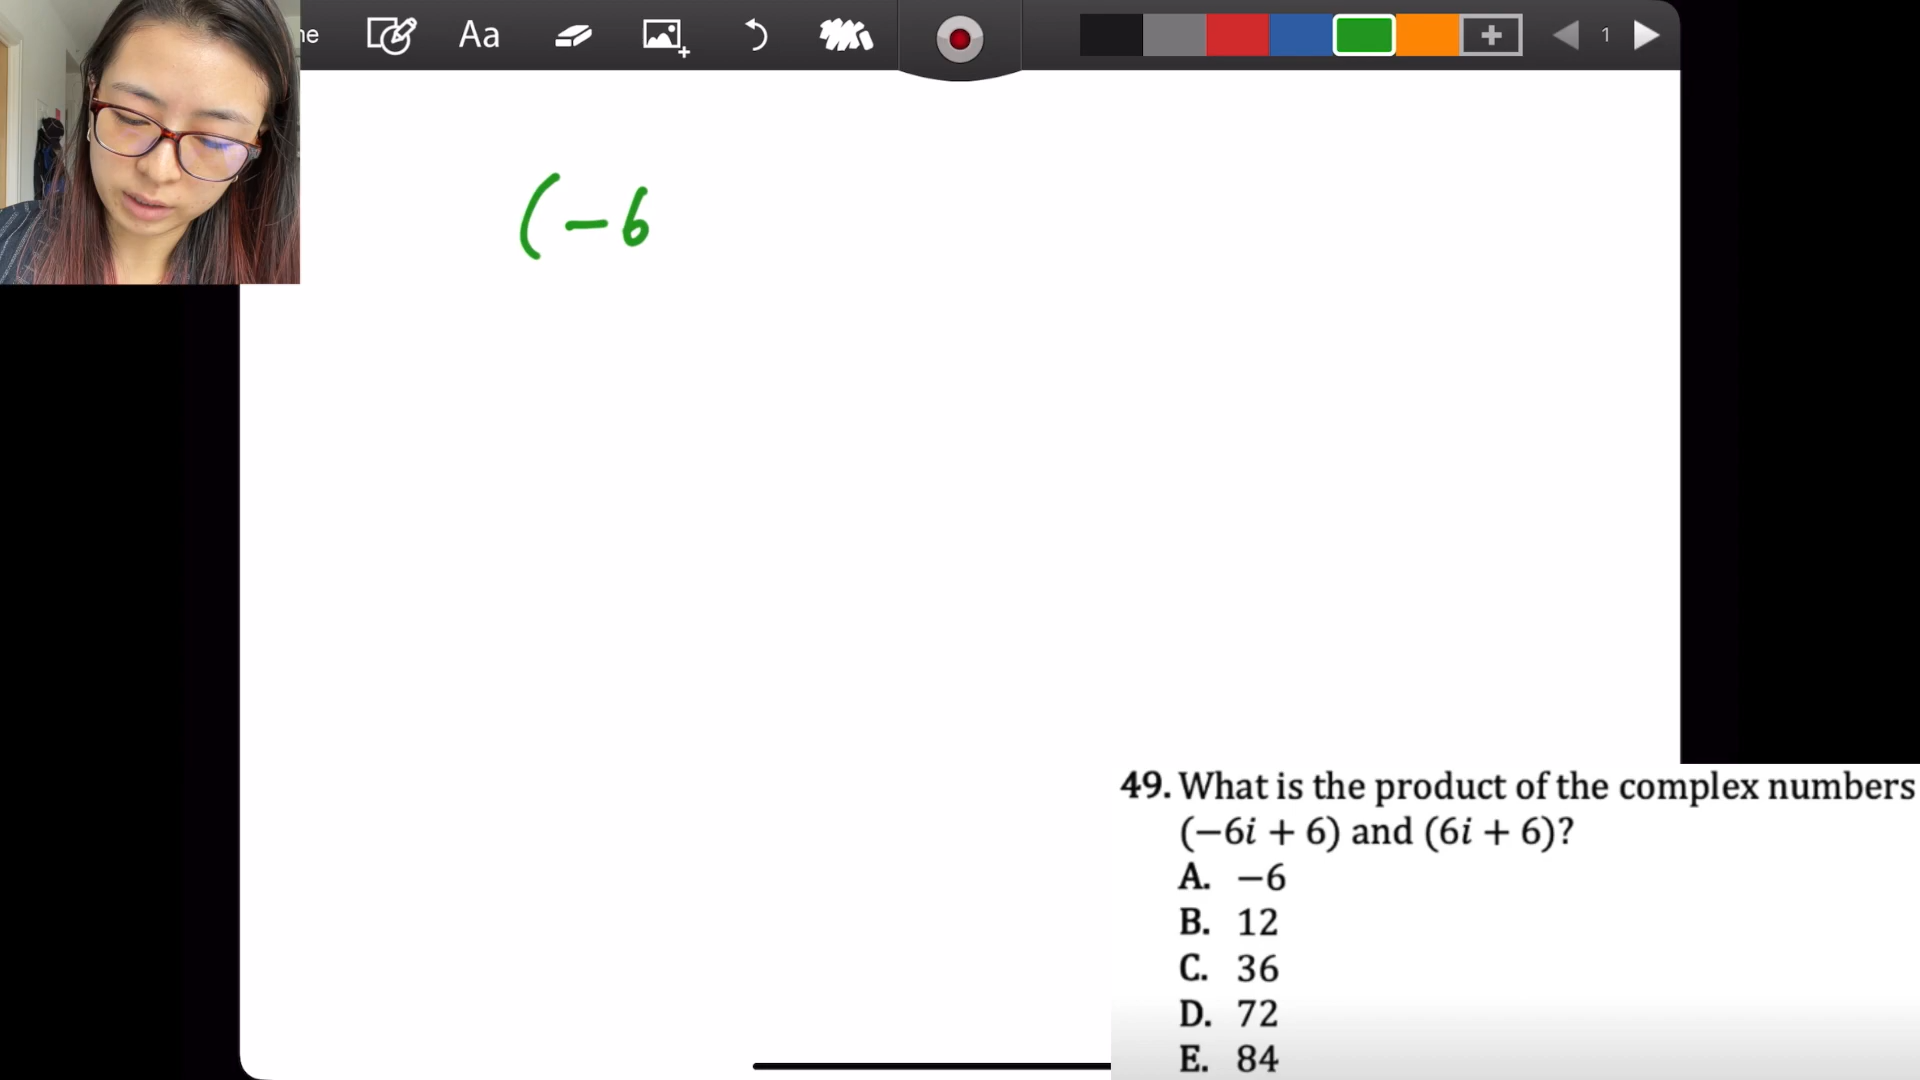 ne Aa 1
(-6
49. What is the product of the complex numbers
(−6i + 6) and (6i + 6)?
A. −6
B. 12
C. 36
D. 72
E. 84